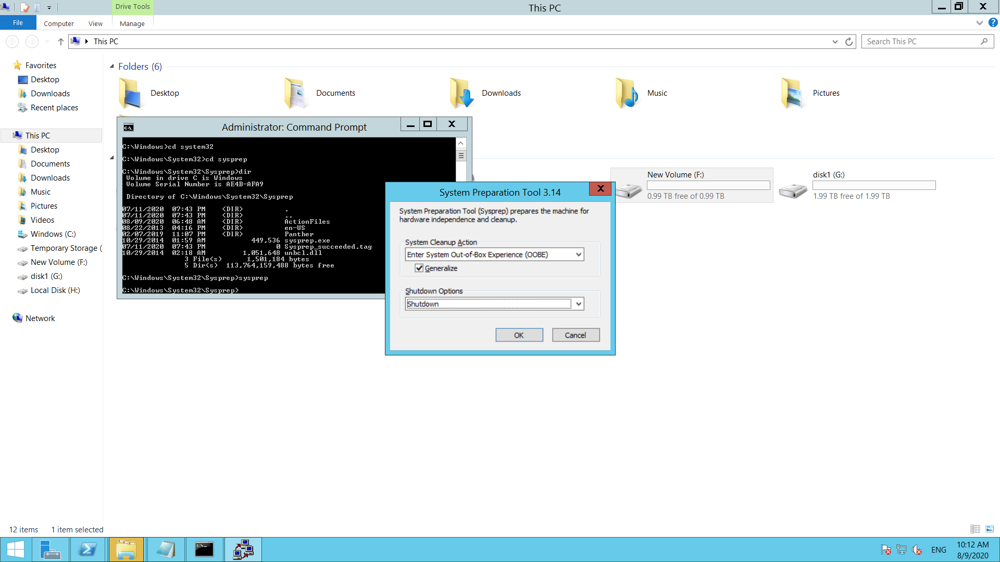 Drive Tools
This PC
File
Computer
View
Manage
This PC
Search This PC
Favorites
Desktop
Downloads
Recent places
This PC
Desktop
Documents
Downloads
Music
Pictures
Videos
Windows (C:)
Temporary Storage (
New Volume (F:)
disk1 (G:)
Local Disk (H:)
Network
Folders (6)
Desktop
Documents
Downloads
Music
Pictures
New Volume (F:)
0.99 TB free of 0.99 TB
disk1 (G:)
1.99 TB free of 1.99 TB
Administrator: Command Prompt
C:\Windows>cd system32
C:\Windows\System32>cd sysprep
C:\Windows\System32\Sysprep>dir
Volume in drive C is Windows
Volume Serial Number is AE4B-AFA9
Directory of C:\Windows\System32\Sysprep
07/11/2020 07:43 PM <DIR> .
07/11/2020 07:43 PM <DIR> ..
08/09/2020 06:48 AM <DIR> ActionFiles
08/22/2013 04:16 PM <DIR> en-US
02/07/2019 11:07 PM <DIR> Panther
10/29/2014 01:59 AM 449,536 sysprep.exe
07/11/2020 07:43 PM 0 Sysprep_succeeded.tag
10/29/2014 02:18 AM 1,051,648 unbcl.dll
3 File(s) 1,501,184 bytes
5 Dir(s) 113,764,159,488 bytes free
C:\Windows\System32\Sysprep>sysprep
C:\Windows\System32\Sysprep>
System Preparation Tool 3.14
System Preparation Tool (Sysprep) prepares the machine for
hardware independence and cleanup.
System Cleanup Action
Enter System Out-of-Box Experience (OOBE)
Generalize
Shutdown Options
Shutdown
OK
Cancel
12 items
1 item selected
ENG
10:12 AM
8/9/2020